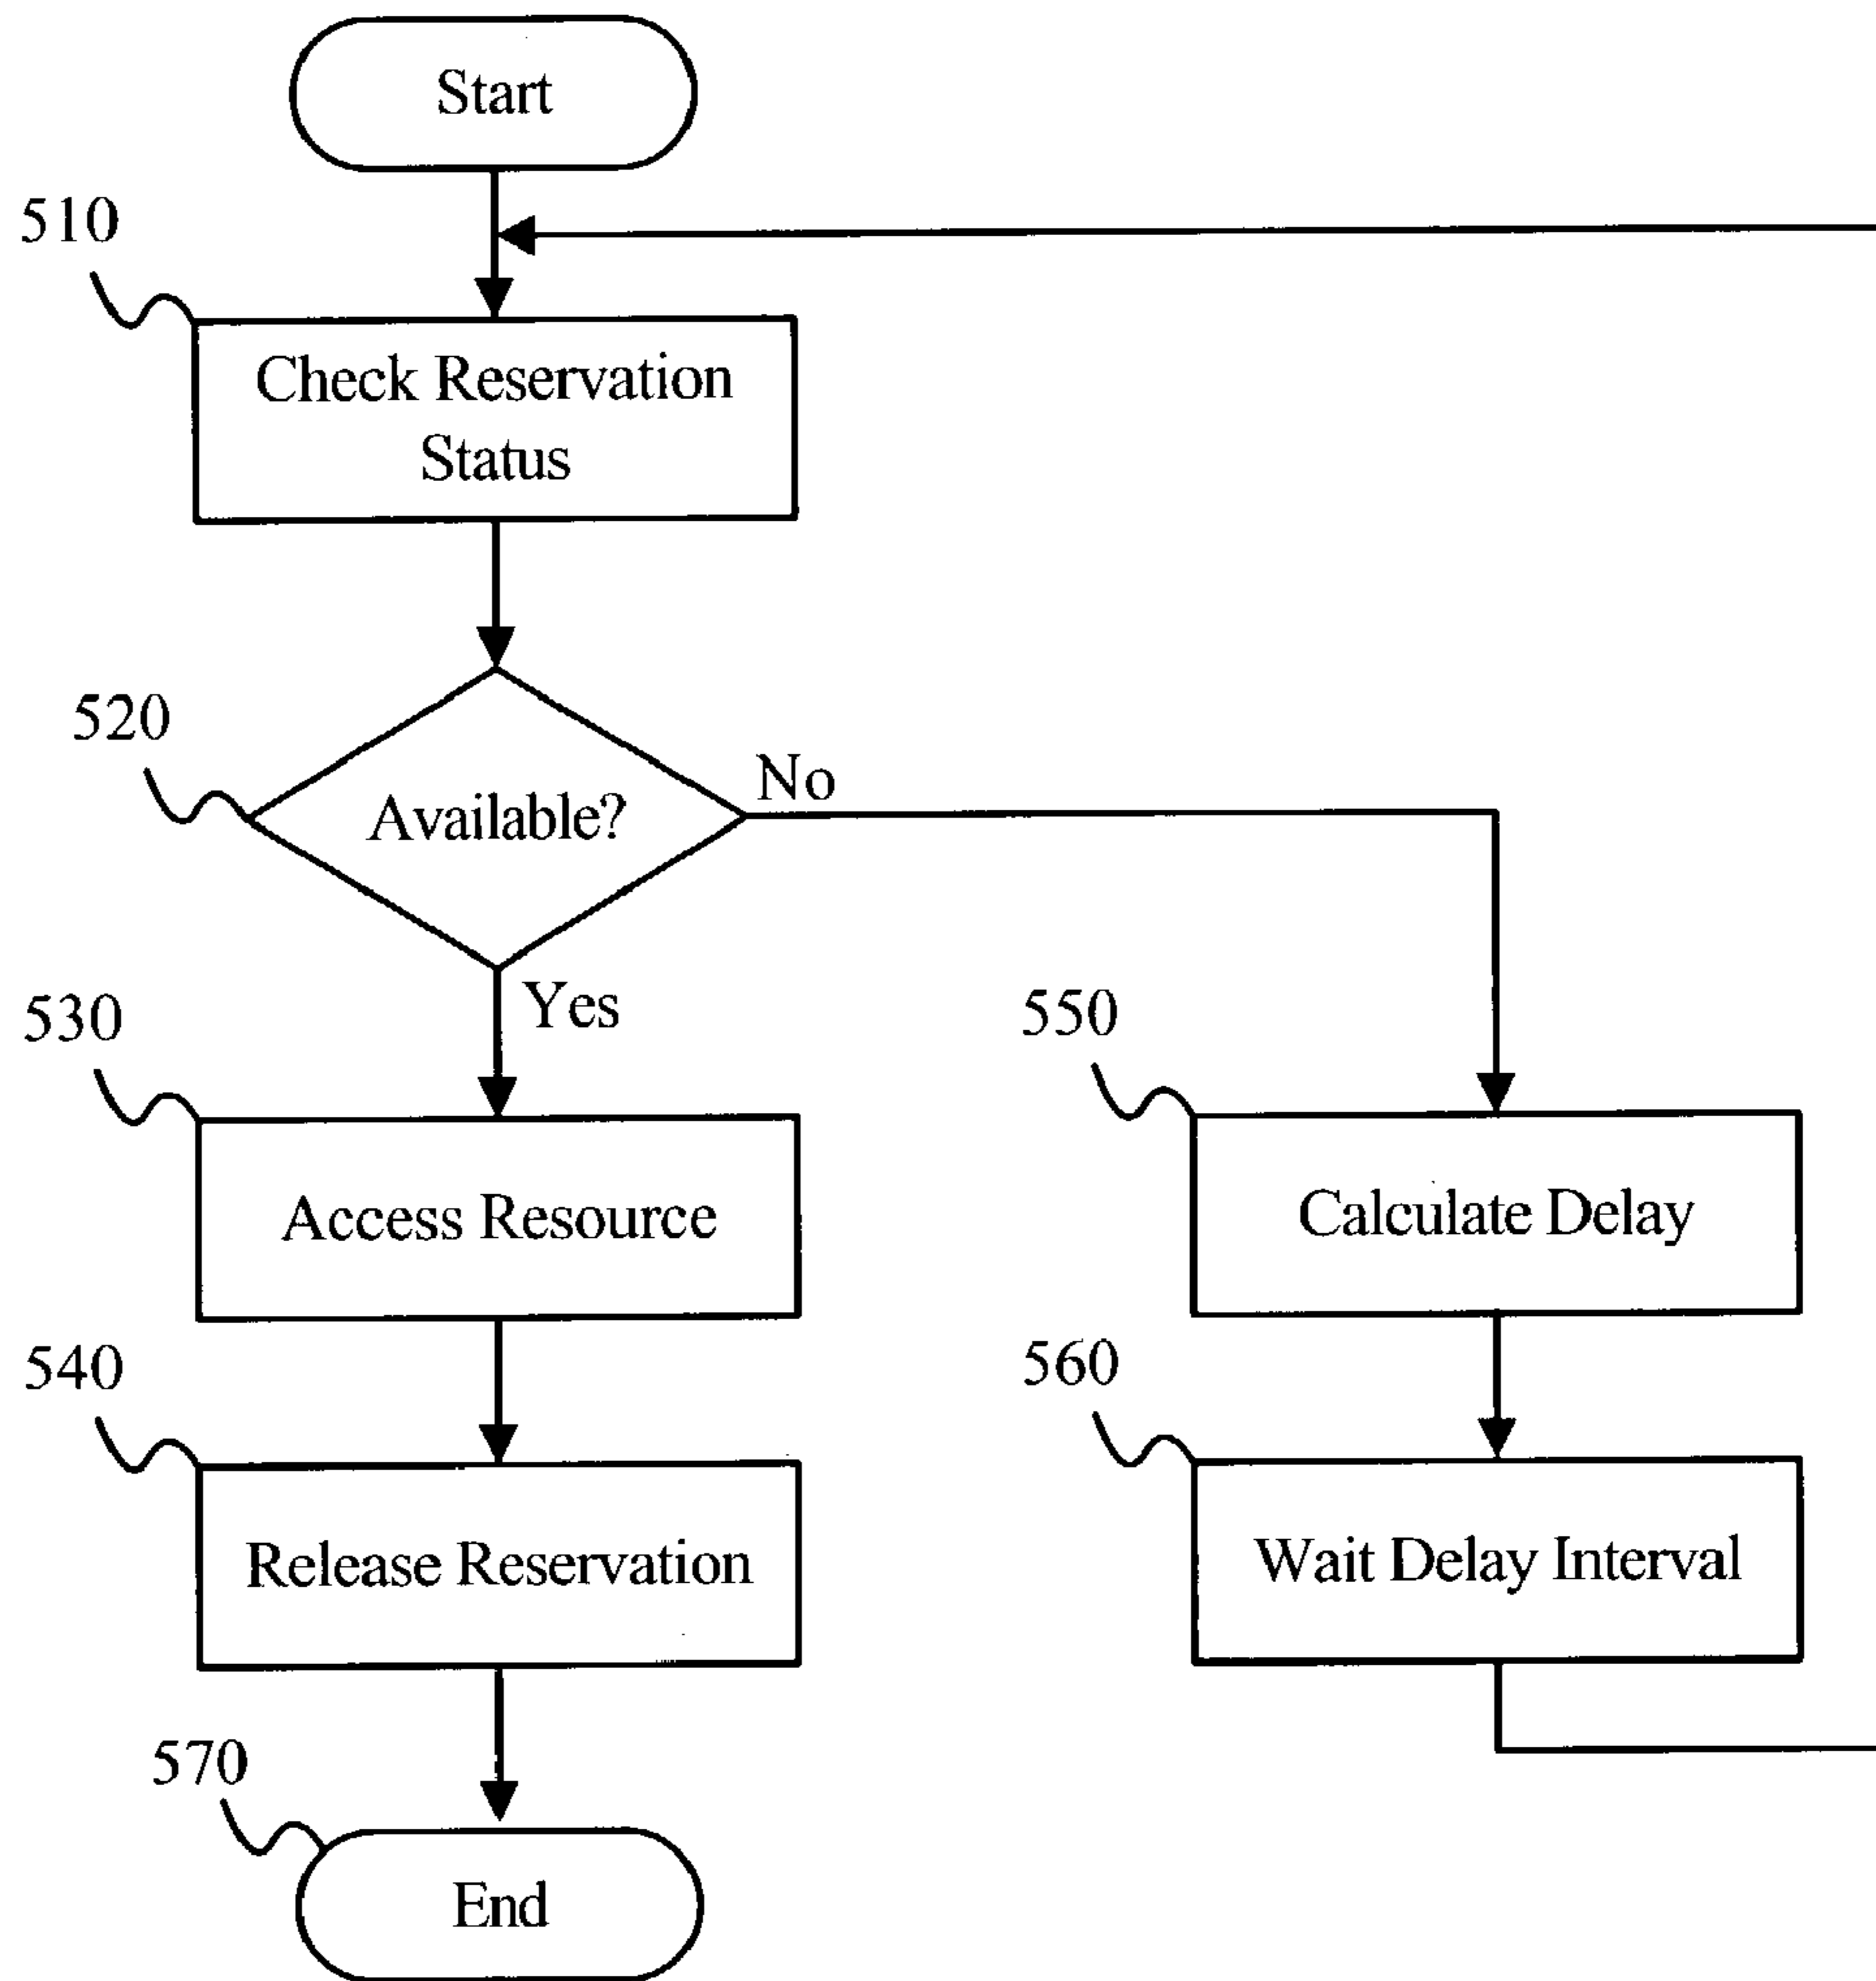 Start
510
Check Reservation
Status
520
Available?
No
Yes
530
Access Resource
550
Calculate Delay
540
Release Reservation
560
Wait Delay Interval
570
End